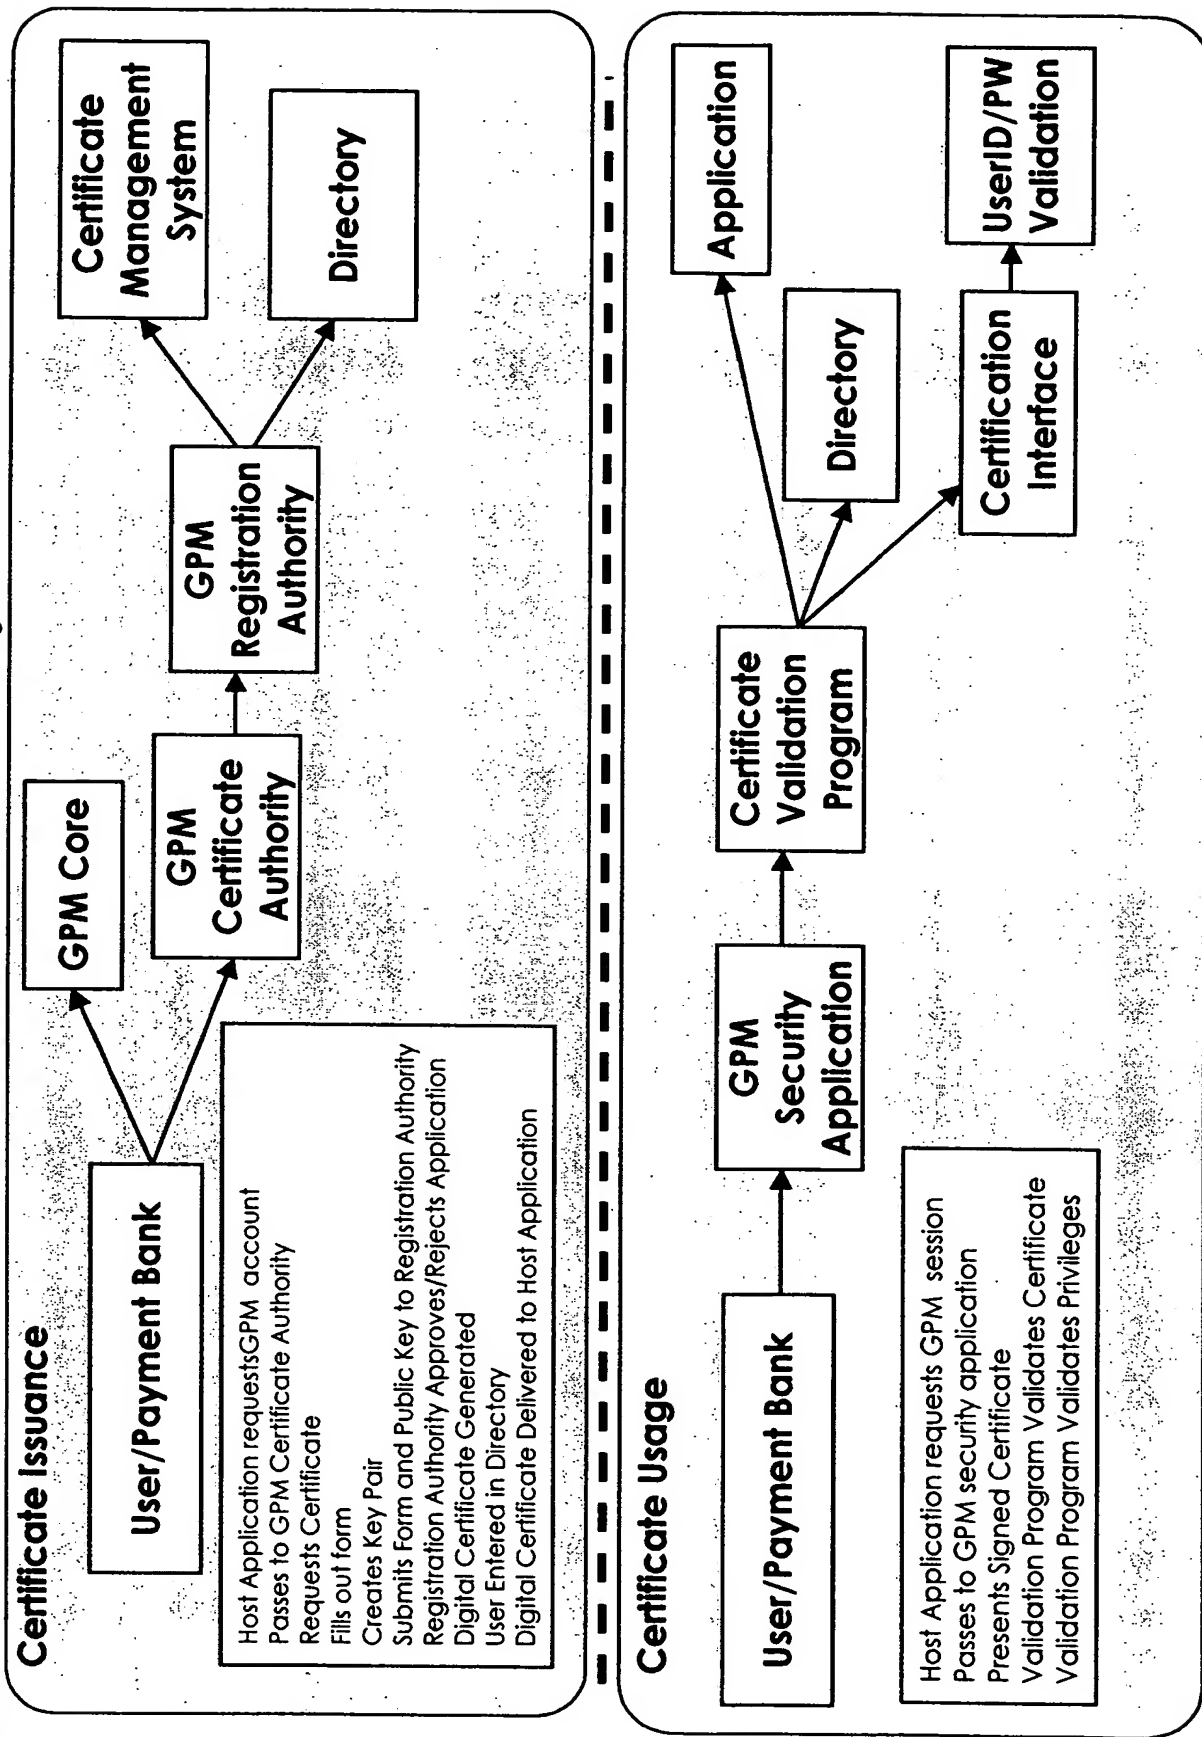 Certificate Issuance
User/Payment Bank
GPM Core
GPM
Certificate
Authority
GPM
Registration
Authority
Certificate
Management
System
Directory
Host Application requestsGPM account
Passes to GPM Certificate Authority
Requests Certificate
Fills out form
Creates Key Pair
Submits Form and Public Key to Registration Authority
Registration Authority Approves/Rejects Application
Digital Certificate Generated
User Entered in Directory
Digital Certificate Delivered to Host Application
Certificate Usage
User/Payment Bank
GPM
Security
Application
Certificate
Validation
Program
Application
Directory
Certification
Interface
UserID/PW
Validation
Host Application requests GPM session
Passes to GPM security application
Presents Signed Certificate
Validation Program Validates Certificate
Validation Program Validates Privileges